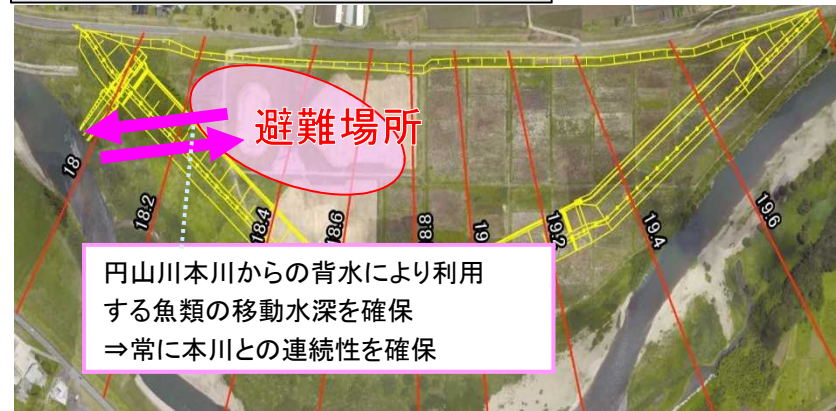 避難場所
18
18.2
18.4
18.6
18.8
19
19.2
19.4
19.6
円山川本川からの背水により利用
する魚類の移動水深を確保
⇒常に本川との連続性を確保